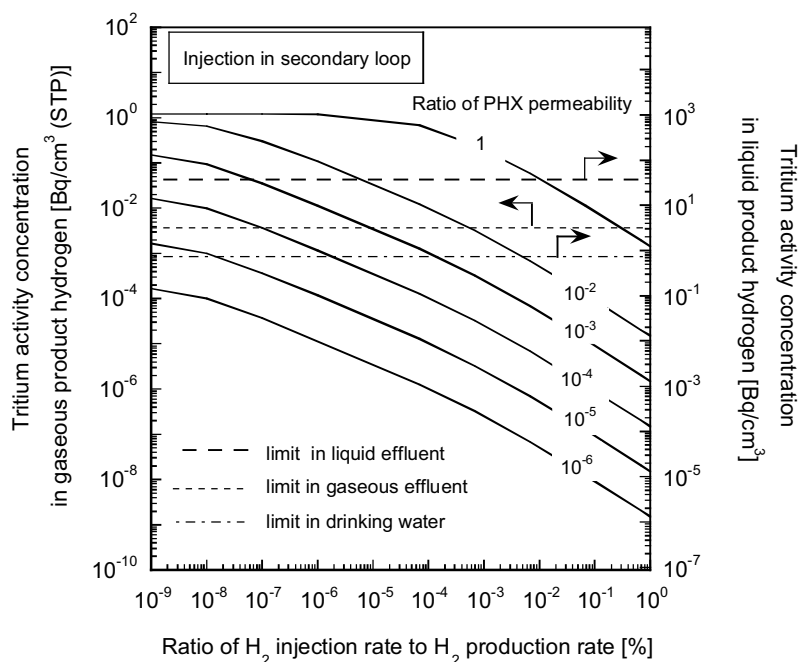 Injection in secondary loop
Ratio of PHX permeability
1
10⁻²
10⁻³
10⁻⁴
10⁻⁵
10⁻⁶
limit in liquid effluent
limit in gaseous effluent
limit in drinking water
Tritium activity concentration
in gaseous product hydrogen [Bq/cm³ (STP)]
10²
10⁰
10⁻²
10⁻⁴
10⁻⁶
10⁻⁸
10⁻¹⁰
Tritium activity concentration
in liquid product hydrogen [Bq/cm³]
10⁵
10³
10¹
10⁻¹
10⁻³
10⁻⁵
10⁻⁷
10⁻⁹ 10⁻⁸ 10⁻⁷ 10⁻⁶ 10⁻⁵ 10⁻⁴ 10⁻³ 10⁻² 10⁻¹ 10⁰
Ratio of H₂ injection rate to H₂ production rate [%]